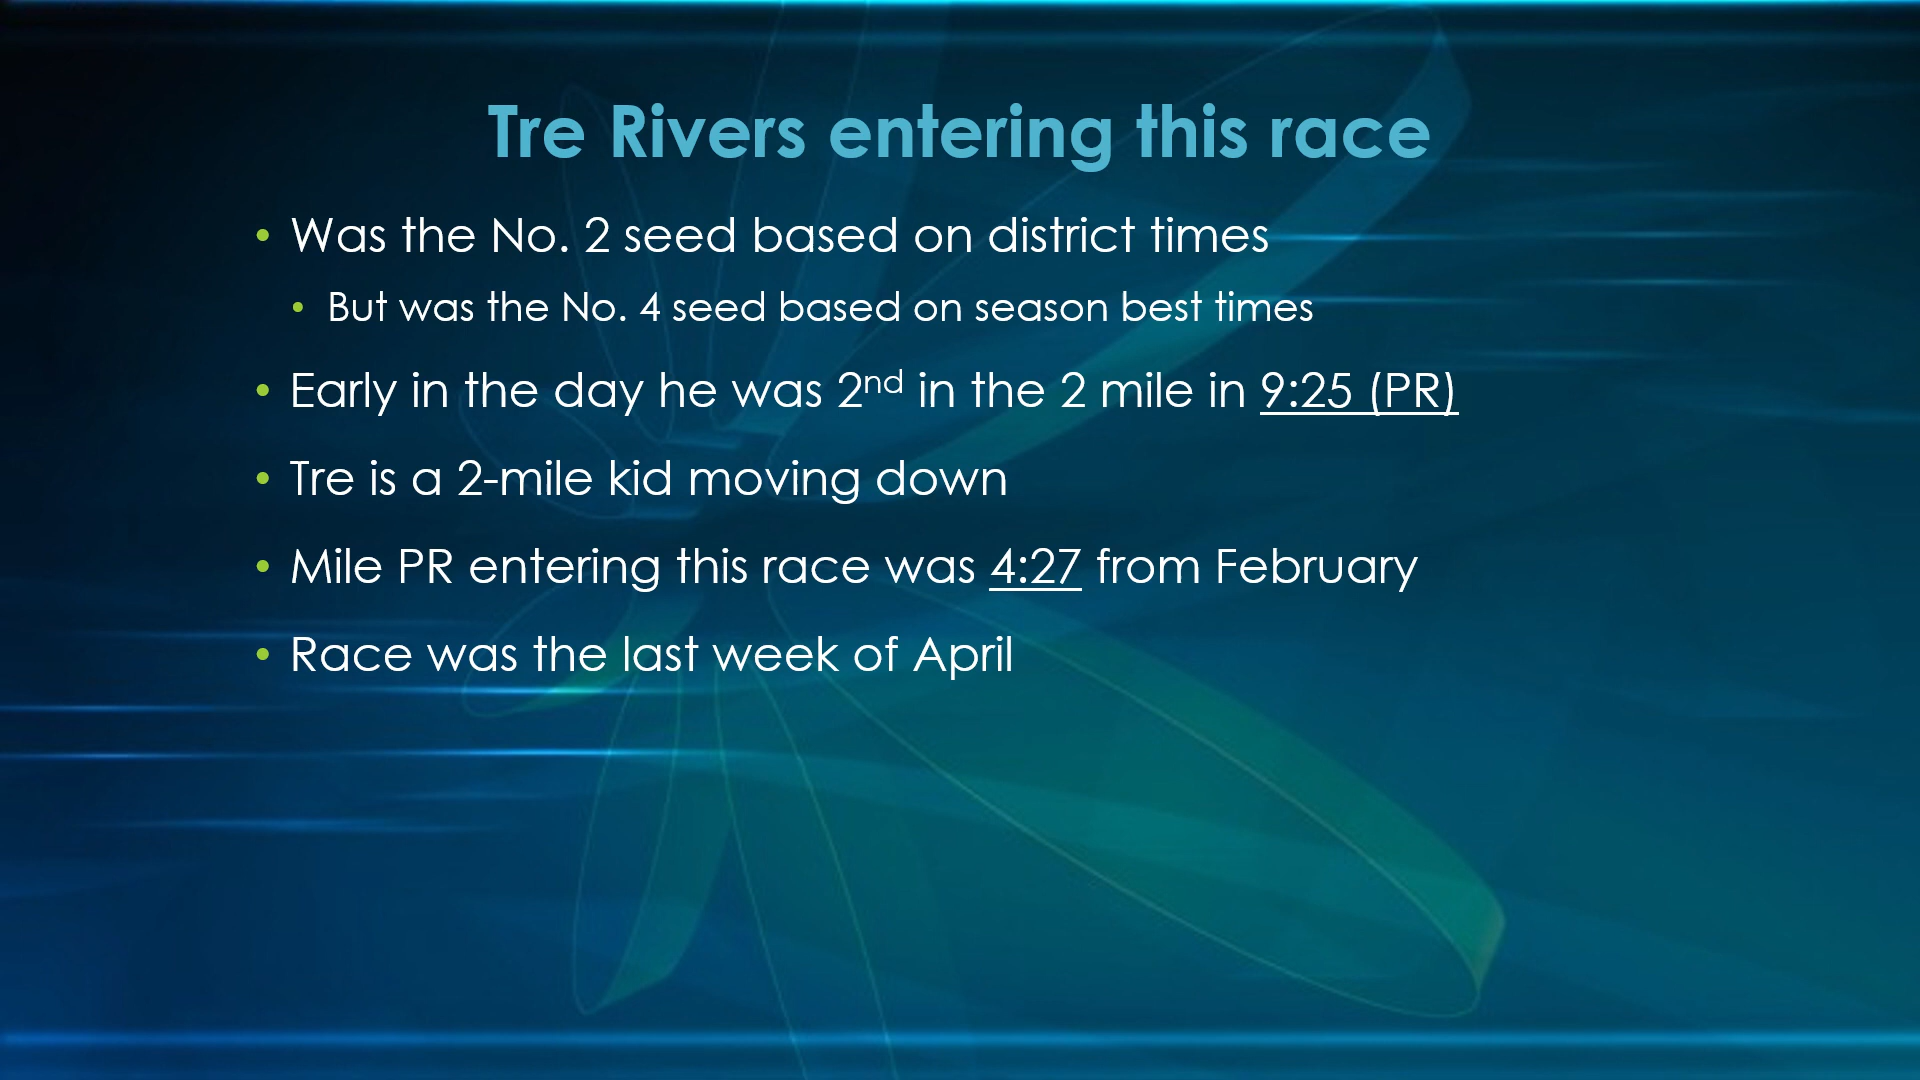 Tre Rivers entering this race
• Was the No. 2 seed based on district times
• But was the No. 4 seed based on season best times
• Early in the day he was 2nd in the 2 mile in 9:25 (PR)
• Tre is a 2-mile kid moving down
• Mile PR entering this race was 4:27 from February
• Race was the last week of April